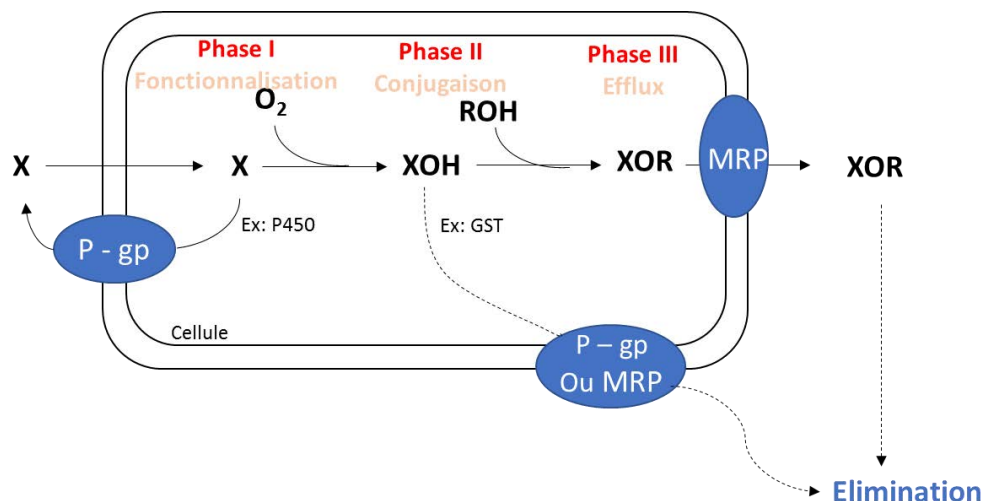 Phase I
Fonctionnalisation
Phase II
Conjugaison
Phase III
Efflux
O₂
ROH
X
X
XOH
XOR
MRP
XOR
P - gp
Ex: P450
Ex: GST
Cellule
P – gp
Ou MRP
Elimination